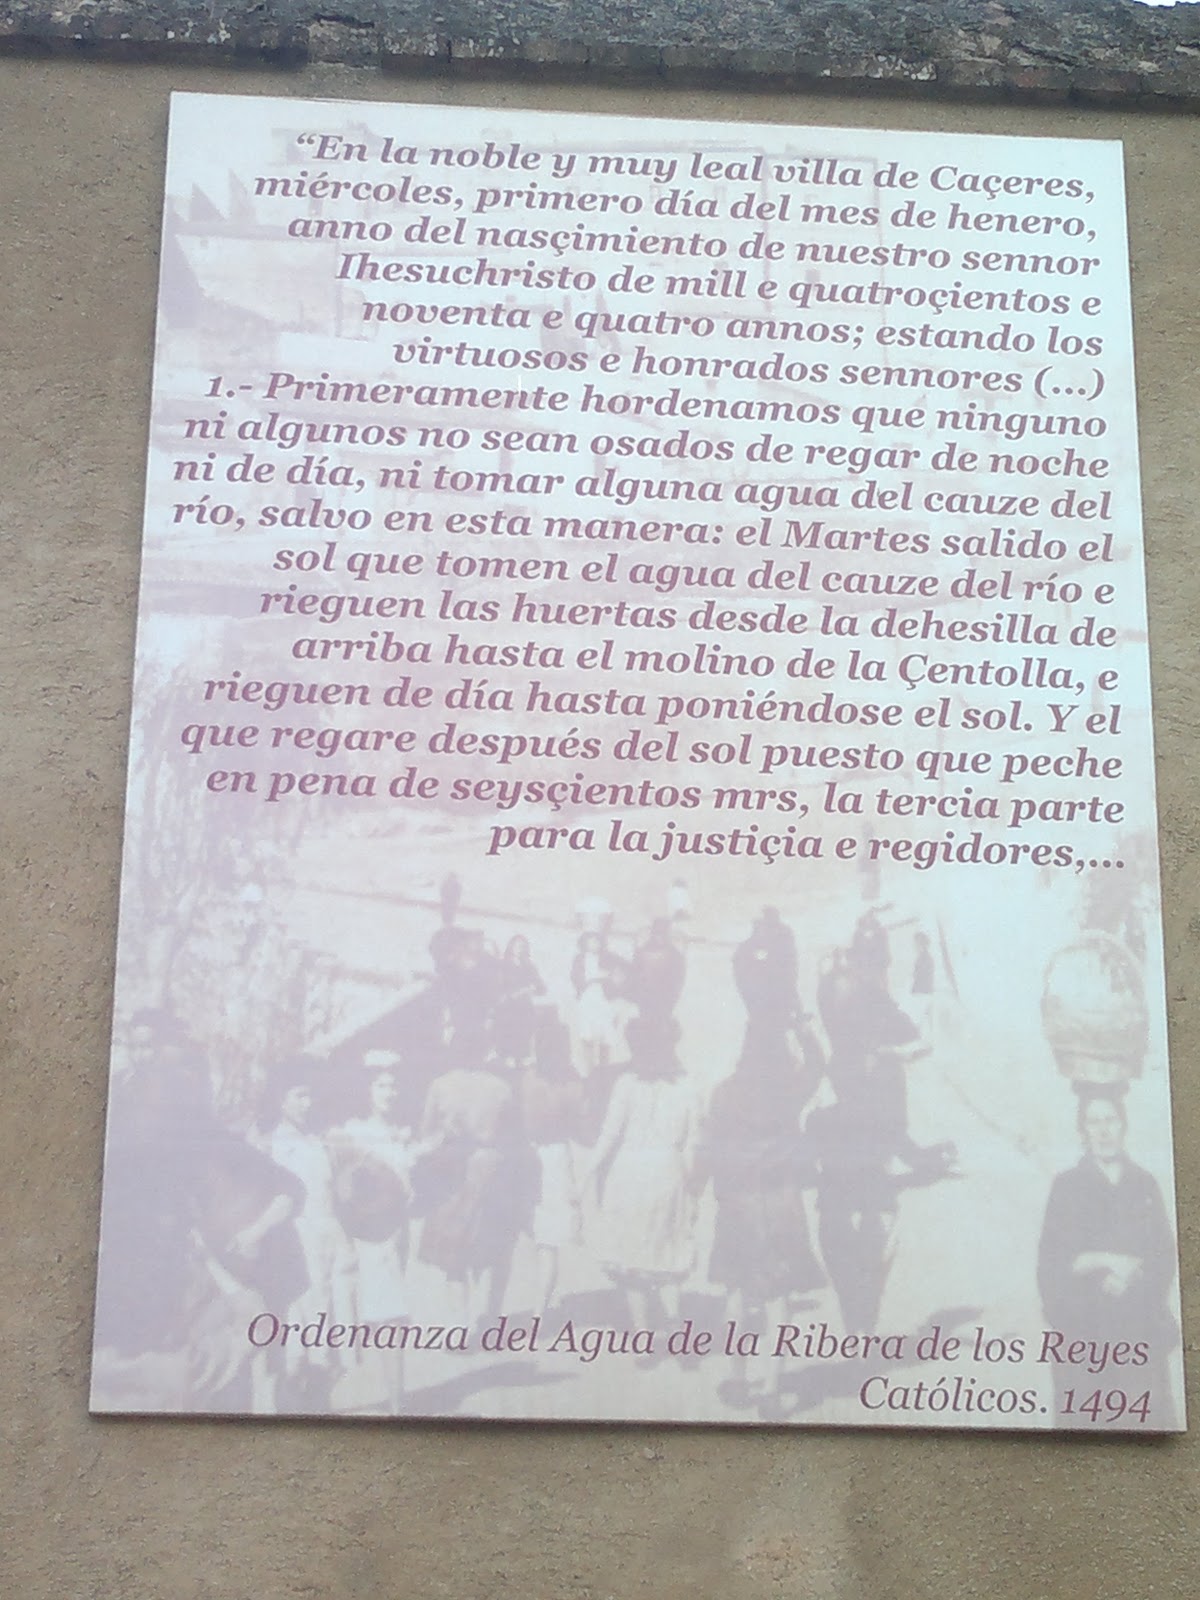 “En la noble y muy leal villa de Caçeres,
miércoles, primero día del mes de henero,
anno del nasçimiento de nuestro sennor
Ihesuchristo de mill e quatroçientos e
noventa e quatro annos; estando los
virtuosos e honrados sennores (...)
1.- Primeramente hordenamos que ninguno
ni algunos no sean osados de regar de noche
ni de día, ni tomar alguna agua del cauze del
río, salvo en esta manera: el Martes salido el
sol que tomen el agua del cauze del río e
rieguen las huertas desde la dehesilla de
arriba hasta el molino de la Çentolla, e
rieguen de día hasta poniéndose el sol. Y el
que regare después del sol puesto que peche
en pena de seysçientos mrs, la tercia parte
para la justiçia e regidores,...
Ordenanza del Agua de la Ribera de los Reyes
Católicos. 1494